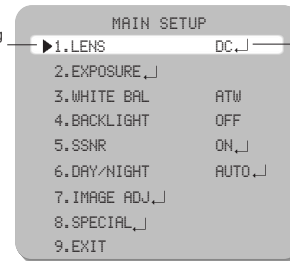 MAIN SETUP
▶1.LENS DC↵
2.EXPOSURE↵
3.WHITE BAL ATW
4.BACKLIGHT OFF
5.SSNR ON↵
6.DAY/NIGHT AUTO↵
7.IMAGE ADJ↵
8.SPECIAL↵
9.EXIT